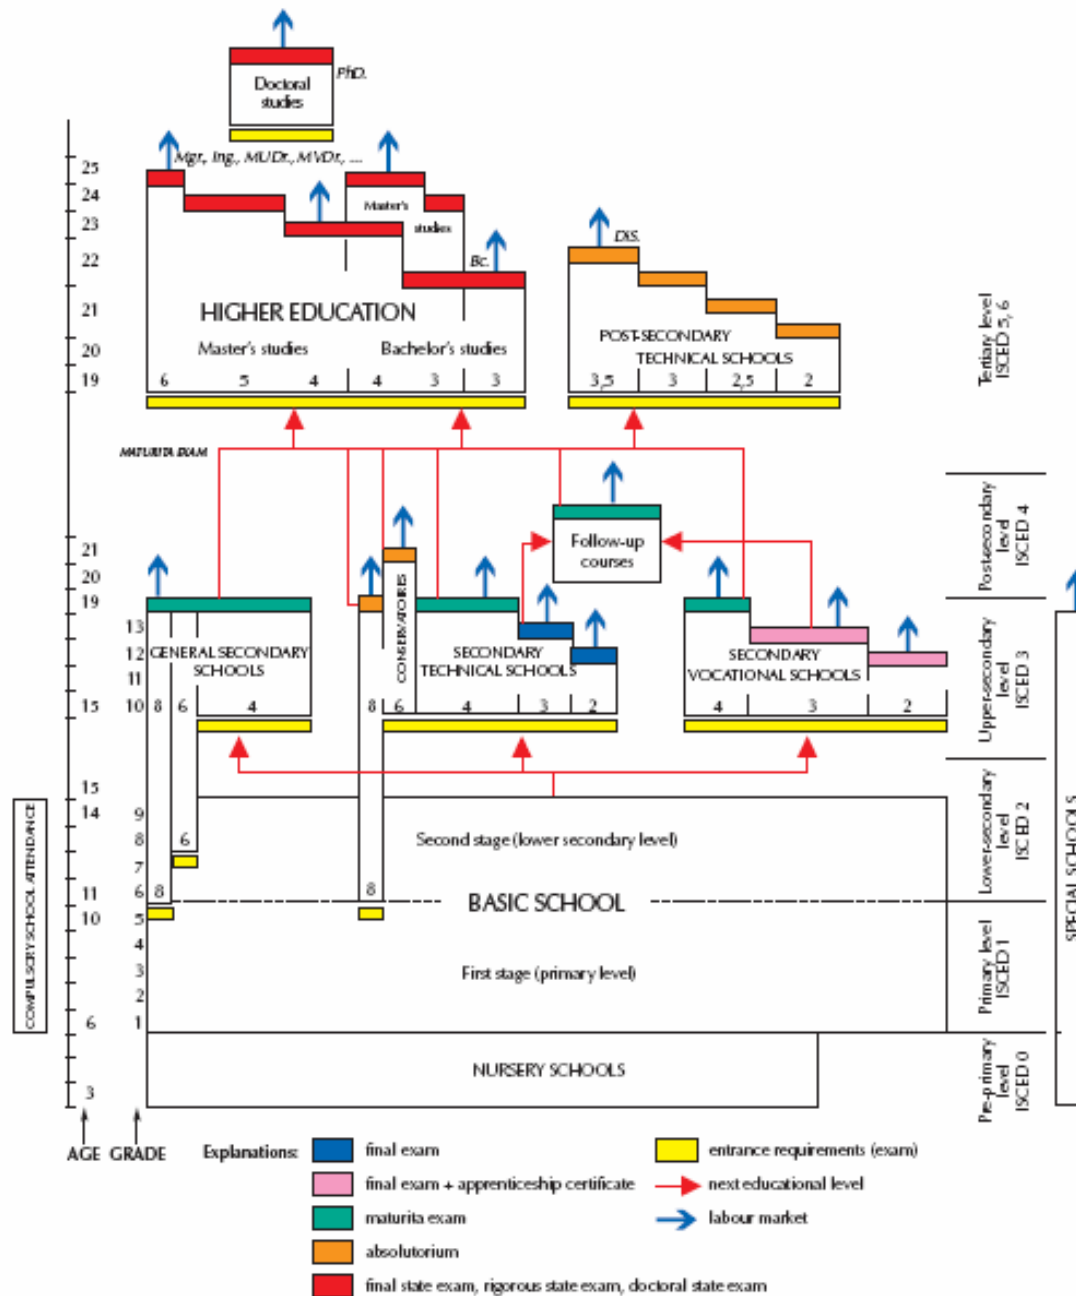 PhD.
Doctoral
studies
Mgr., Ing., MUDr., MVDr., ...
25
24
23
22
21
20
19
Master's
studies
Bc.
HIGHER EDUCATION
Master's studies
Bachelor's studies
6
5
4
4
3
3
DiS.
POST-SECONDARY
TECHNICAL SCHOOLS
3,5
3
2,5
2
Tertiary level
ISCED 5, 6
MATURITA EXAM
Follow-up
courses
Post-secondary
level
ISCED 4
21
20
19
15
13
12
11
10
GENERAL SECONDARY
SCHOOLS
8
6
4
CONSERVATOIRES
8
6
SECONDARY
TECHNICAL SCHOOLS
4
3
2
SECONDARY
VOCATIONAL SCHOOLS
4
3
2
Upper-secondary
level
ISCED 3
COMPULSCRY SCHOOL ATTENDANCE
15
14
11
10
6
3
9
8
7
6
5
4
3
2
1
6
8
8
Second stage (lower secondary level)
BASIC SCHOOL
First stage (primary level)
NURSERY SCHOOLS
Lower-secondary
level
ISCED 2
Primary level
ISCED 1
Pre-primary
level
ISCED 0
SPECIAL SCHOOLS
AGE GRADE
Explanations:
final exam
final exam + apprenticeship certificate
maturita exam
absolutorium
final state exam, rigorous state exam, doctoral state exam
entrance requirements (exam)
next educational level
labour market